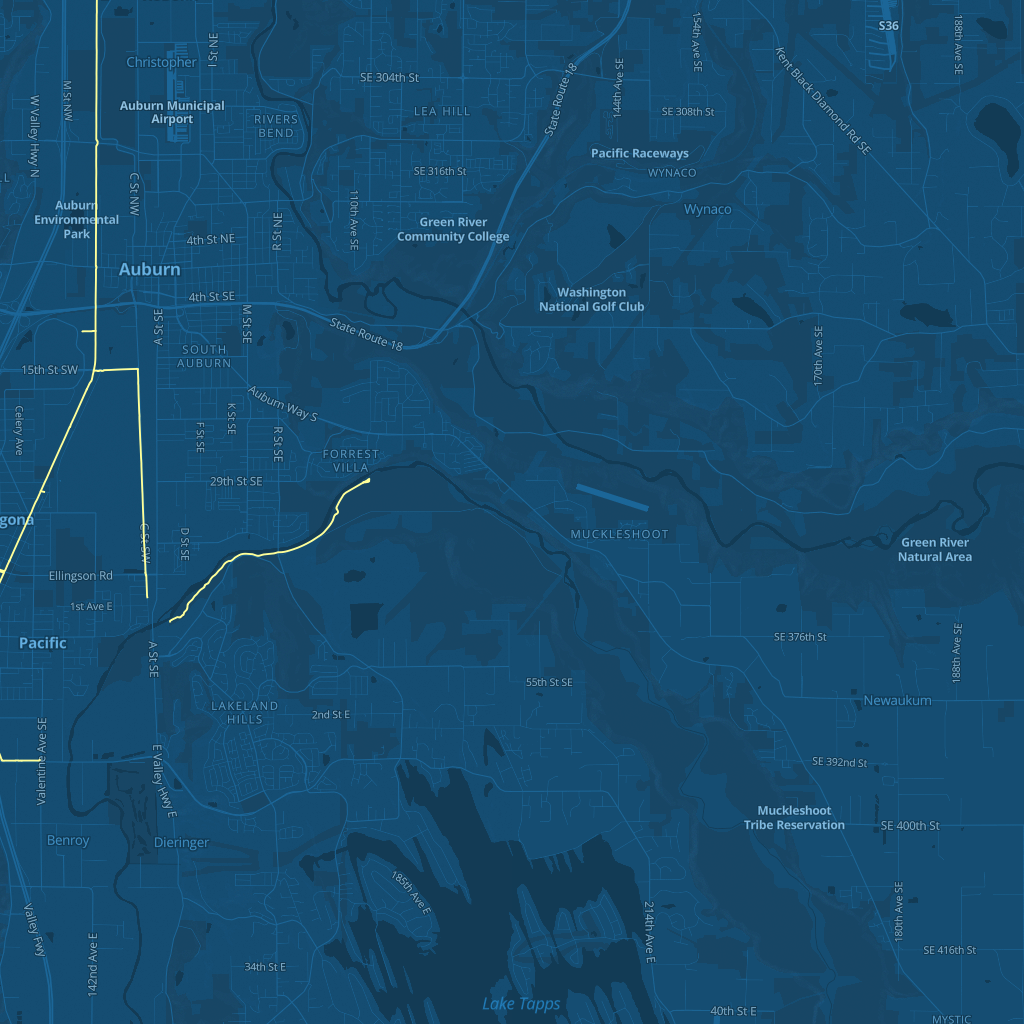 S36
188th Ave SE
154th Ave SE
I St NE
Christopher
SE 304th St
State Route 18
144th Ave SE
Kent Black Diamond Rd SE
M St NW
W Valley Hwy N
Auburn Municipal
Airport
RIVERS
BEND
LEA HILL
SE 308th St
Pacific Raceways
WYNACO
SE 316th St
C St NW
110th Ave SE
Auburn
Environmental
Park
R St NE
Green River
Community College
Wynaco
4th St NE
Auburn
4th St SE
Washington
National Golf Club
A St SE
M St SE
State Route 18
170th Ave SE
SOUTH
AUBURN
15th St SW
Auburn Way S
Celery Ave
K St SE
F St SE
R St SE
FORREST
VILLA
29th St SE
gona
C St SW
D St SE
MUCKLESHOOT
Green River
Natural Area
Ellingson Rd
1st Ave E
Pacific
A St SE
SE 376th St
188th Ave SE
55th St SE
Newaukum
LAKELAND
HILLS
2nd St E
Valentine Ave SE
E Valley Hwy E
SE 392nd St
Muckleshoot
Tribe Reservation
SE 400th St
Benroy
Dieringer
185th Ave E
Valley Fwy
142nd Ave E
214th Ave E
180th Ave SE
SE 416th St
34th St E
Lake Tapps
40th St E
MYSTIC